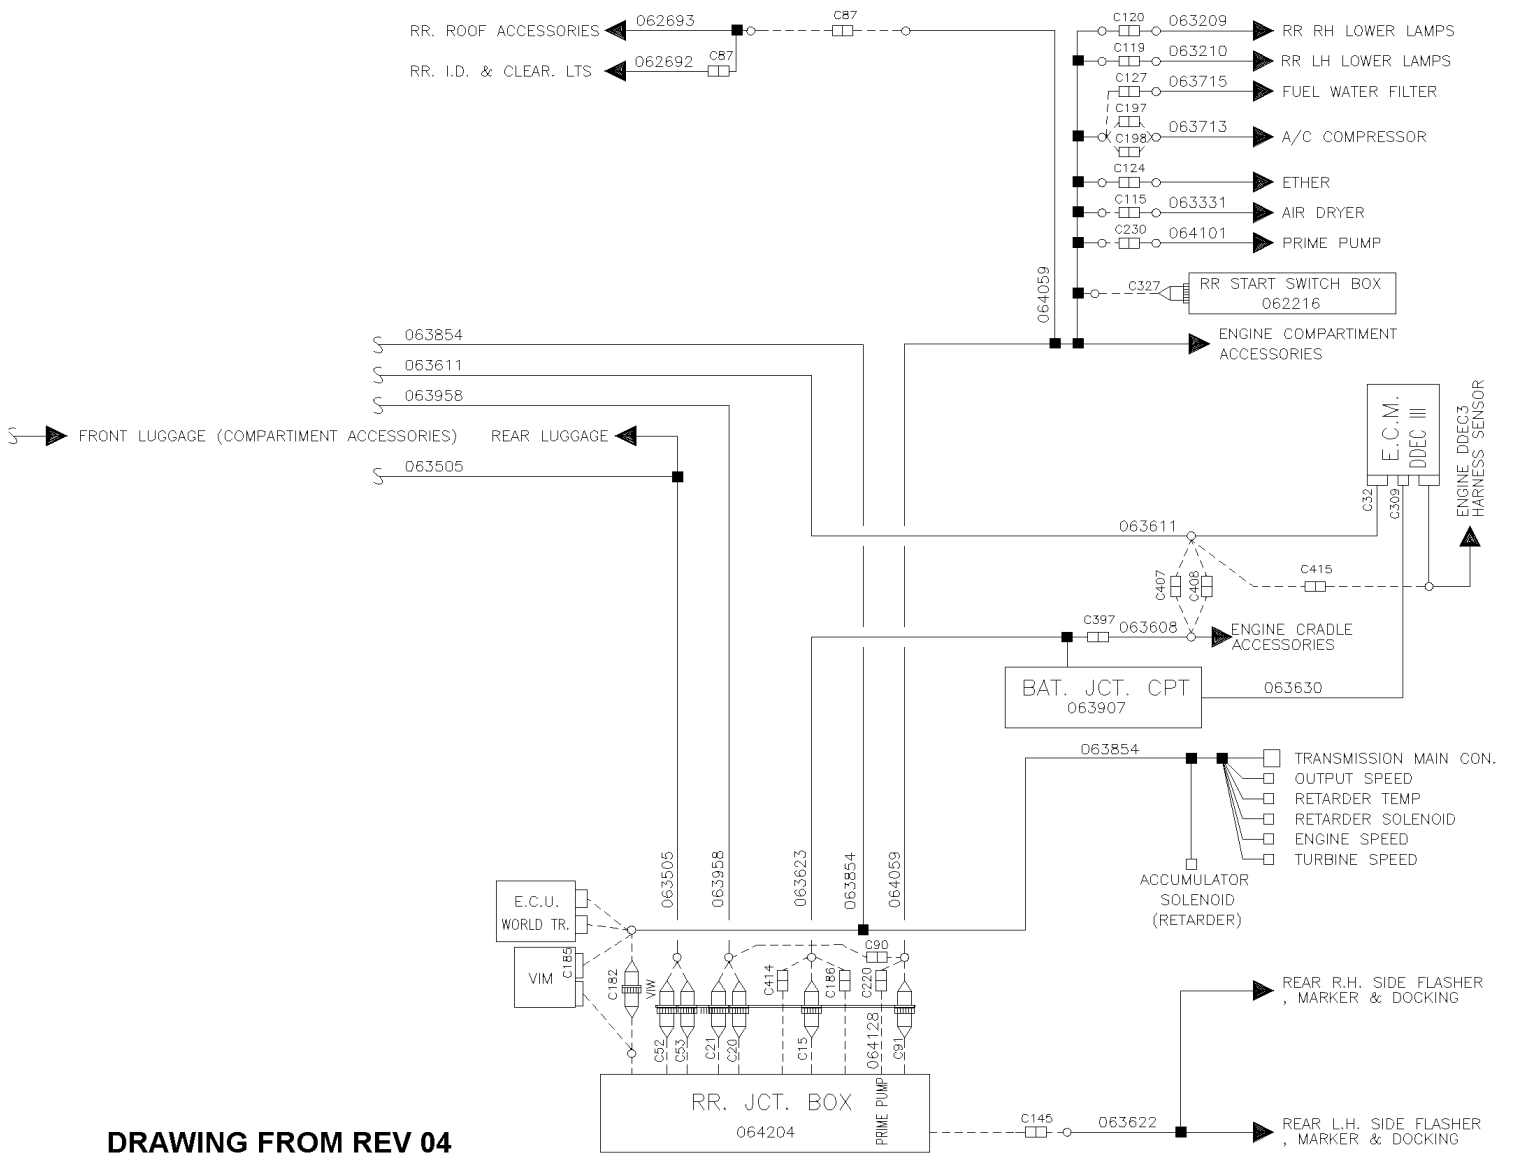 RR. ROOF ACCESSORIES
062693
C87
RR. I.D. & CLEAR. LTS
062692
C87
C120
063209
RR RH LOWER LAMPS
C119
063210
RR LH LOWER LAMPS
C127
063715
FUEL WATER FILTER
C197
C198
063713
A/C COMPRESSOR
C124
ETHER
C115
063331
AIR DRYER
C230
064101
PRIME PUMP
064059
C327
RR START SWITCH BOX
062216
ENGINE COMPARTIMENT
ACCESSORIES
063854
063611
063958
FRONT LUGGAGE (COMPARTIMENT ACCESSORIES)
REAR LUGGAGE
063505
E.C.M.
DDEC III
ENGINE DDEC3
HARNESS SENSOR
C32
C309
063611
C407
C408
C415
C397
063608
ENGINE CRADLE
ACCESSORIES
BAT. JCT. CPT
063907
063630
063854
TRANSMISSION MAIN CON.
OUTPUT SPEED
RETARDER TEMP
RETARDER SOLENOID
ENGINE SPEED
TURBINE SPEED
ACCUMULATOR
SOLENOID
(RETARDER)
063505
063958
063623
063854
064059
E.C.U.
WORLD TR.
VIM
C185
C182
VIW
C90
C414
C186
C220
C52
C53
C21
C20
C15
064128
C91
RR. JCT. BOX
064204
PRIME PUMP
C145
063622
REAR R.H. SIDE FLASHER
, MARKER & DOCKING
REAR L.H. SIDE FLASHER
, MARKER & DOCKING
DRAWING FROM REV 04